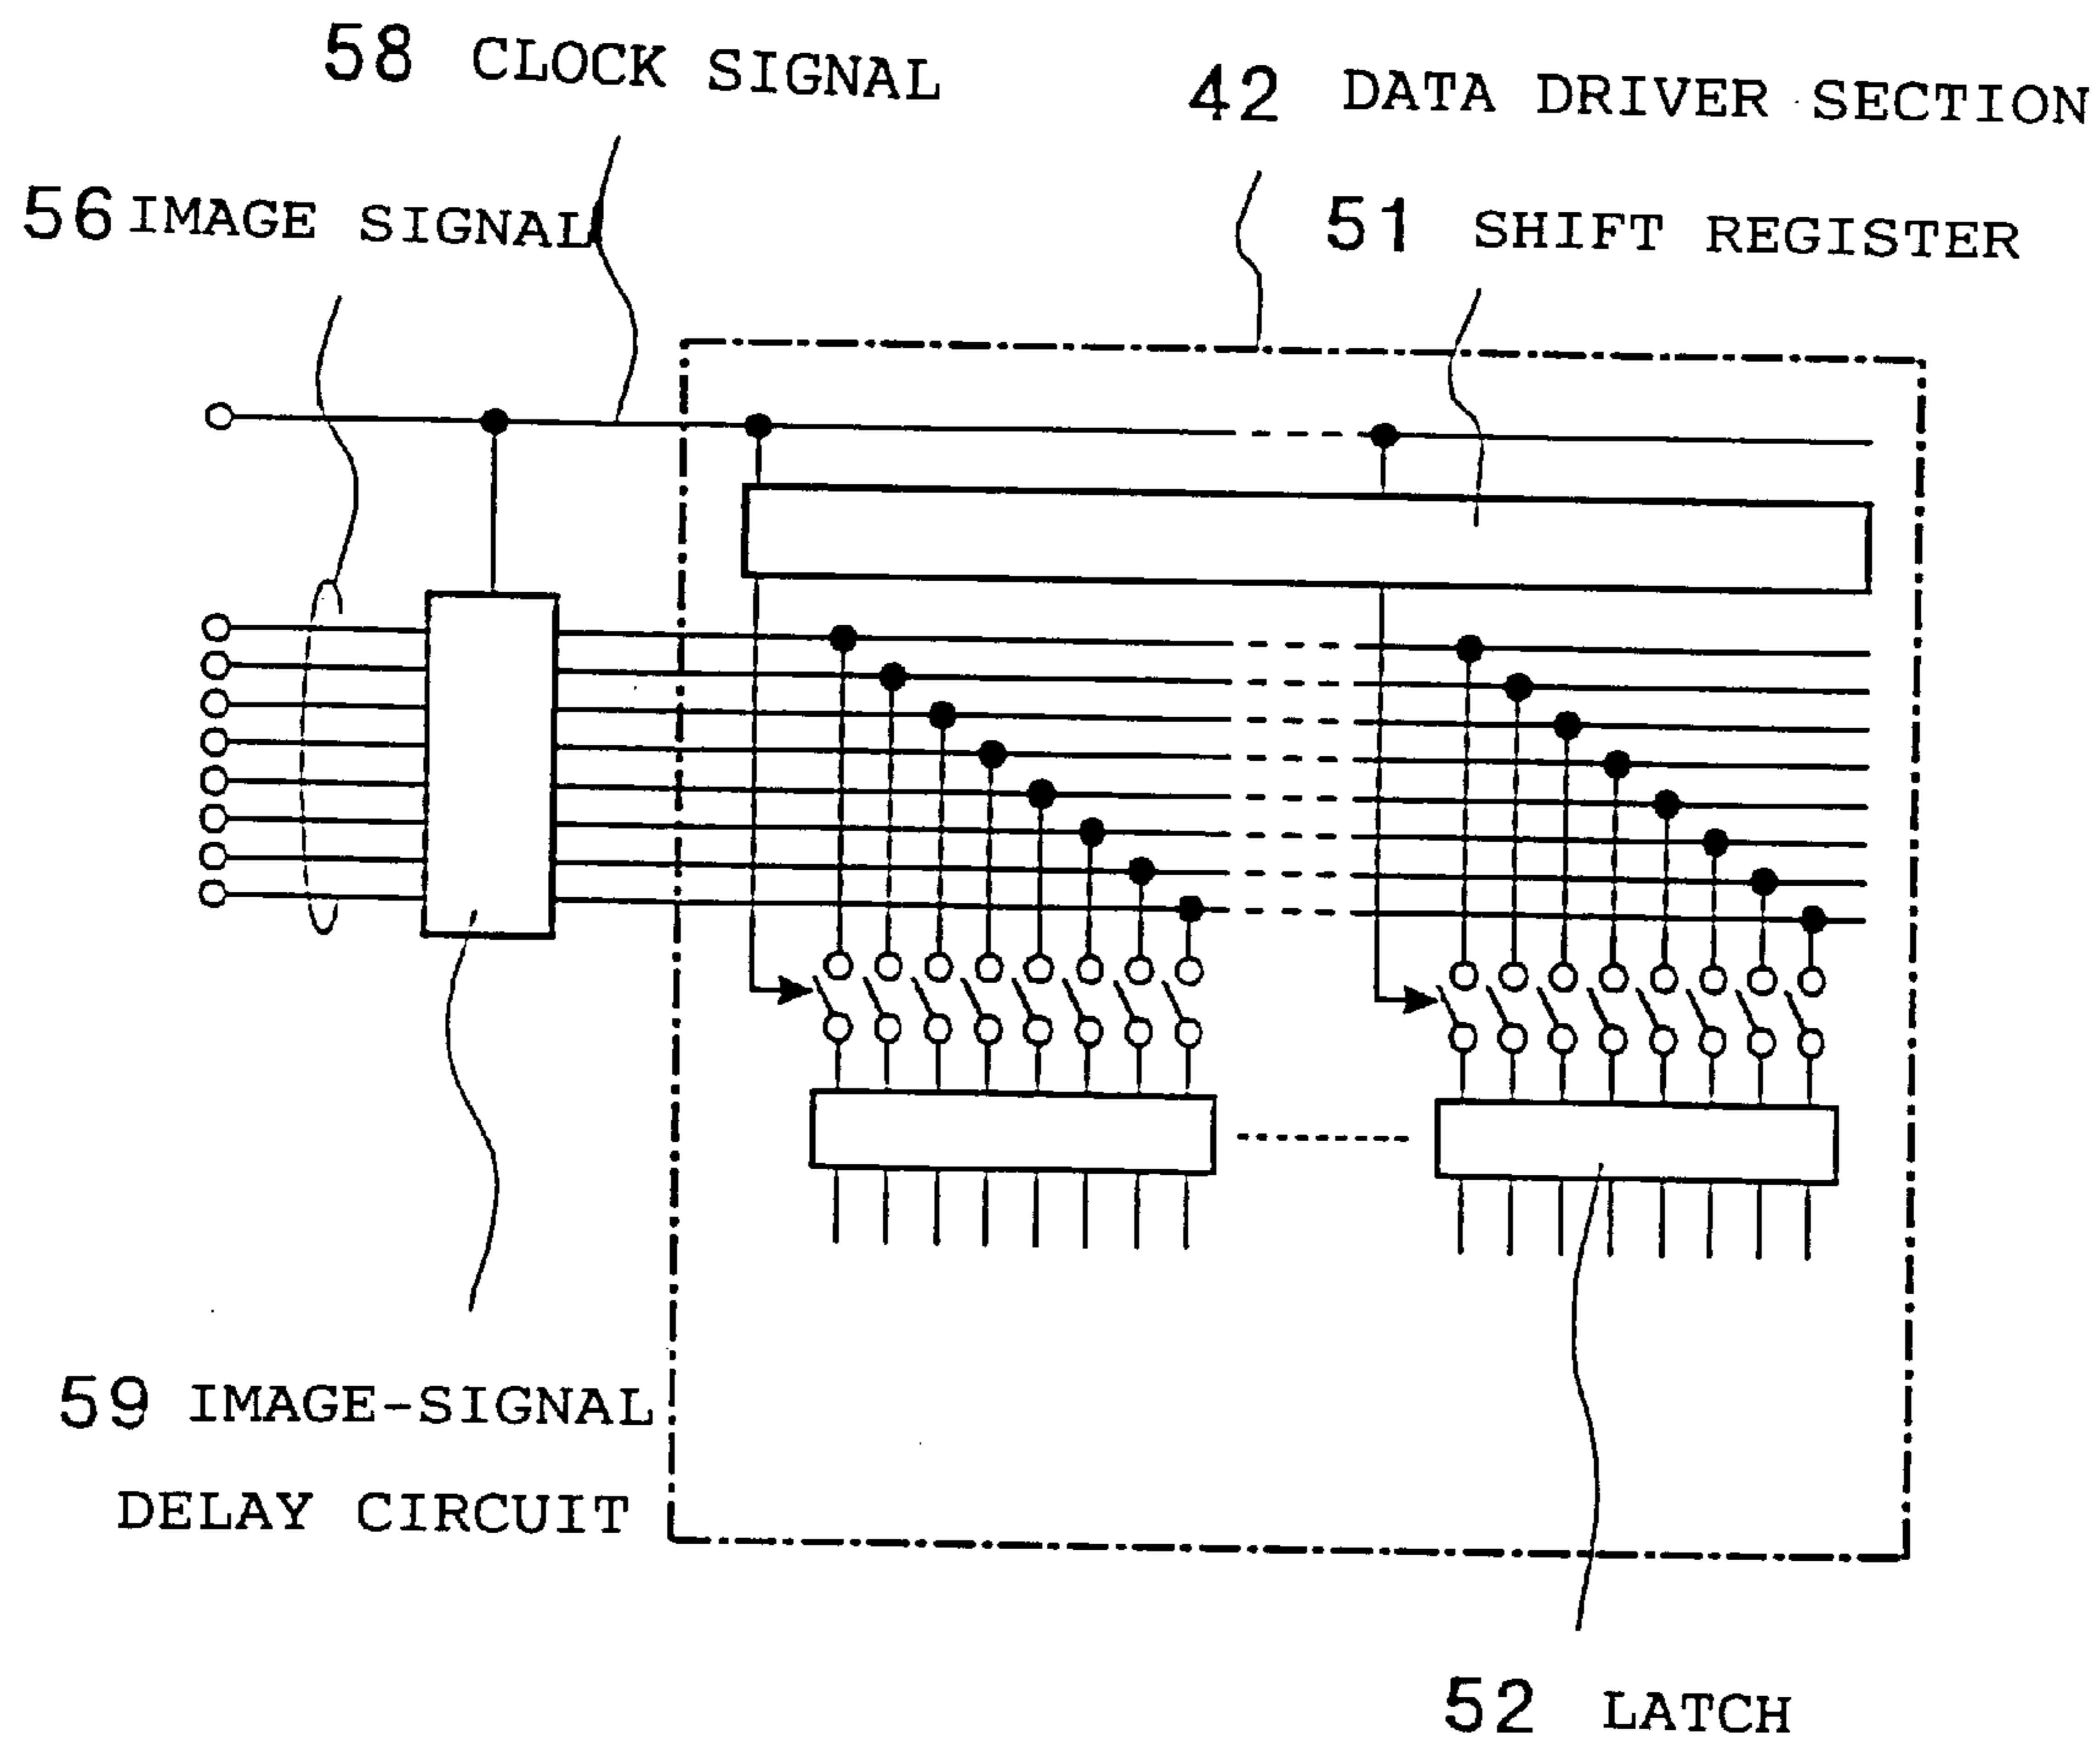 58 CLOCK SIGNAL
42 DATA DRIVER SECTION
56 IMAGE SIGNAL
51 SHIFT REGISTER
59 IMAGE-SIGNAL
DELAY CIRCUIT
52 LATCH